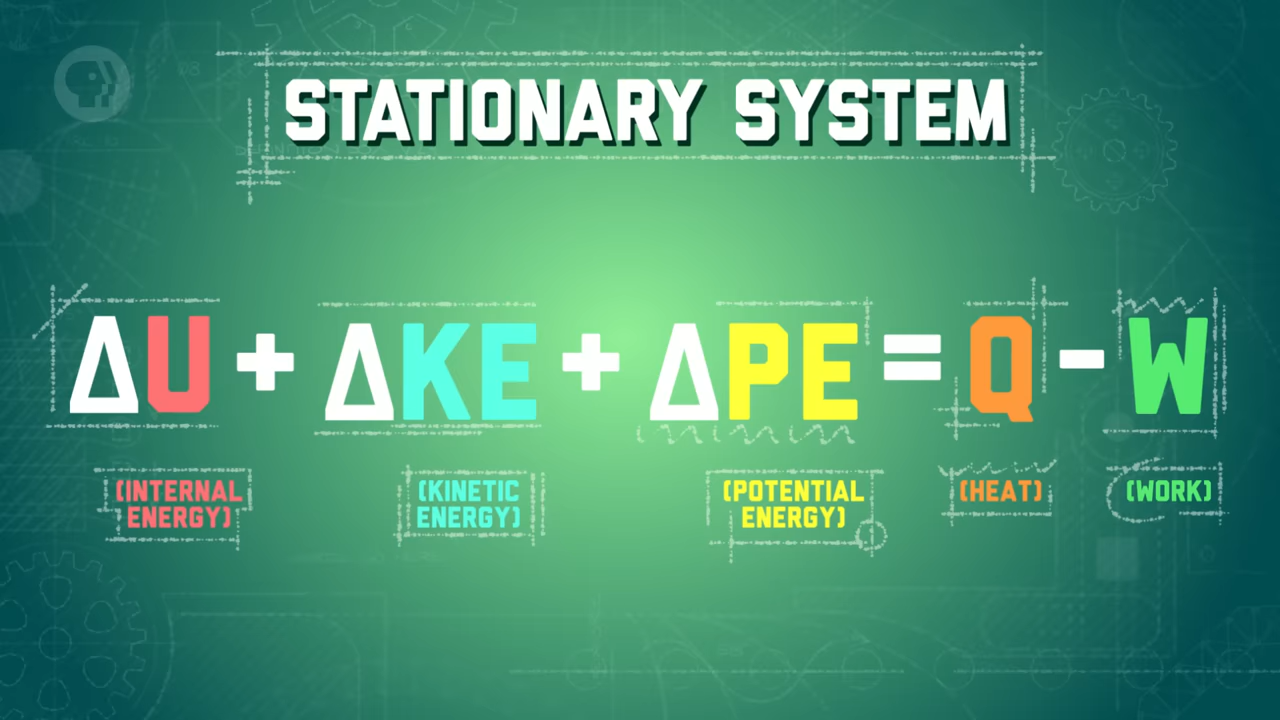 STATIONARY SYSTEM
ΔU + ΔKE + ΔPE = Q - W
(INTERNAL ENERGY)
(KINETIC ENERGY)
(POTENTIAL ENERGY)
(HEAT)
(WORK)